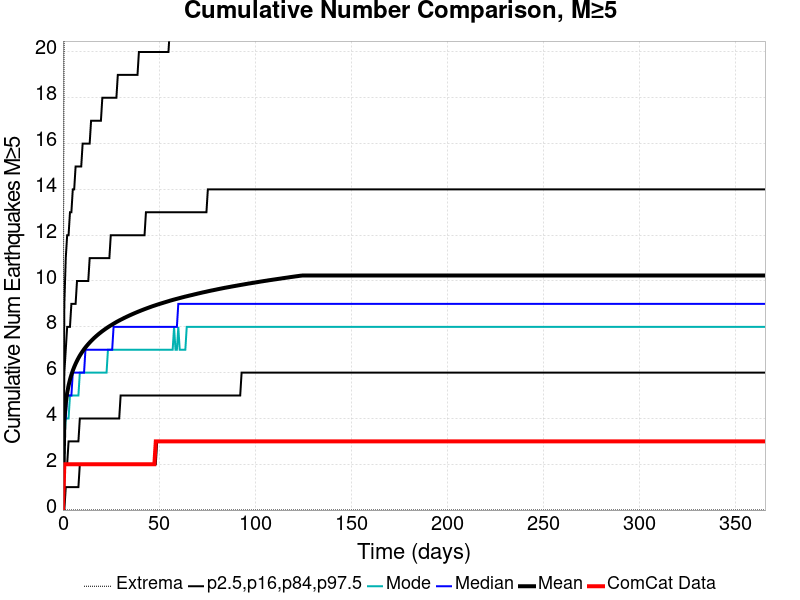 Cumulative Number Comparison, M≥5
Cumulative Num Earthquakes M≥5
20
18
16
14
12
10
8
6
4
2
0
0 50 100 150 200 250 300 350
Time (days)
Extrema p2.5,p16,p84,p97.5 Mode Median Mean ComCat Data